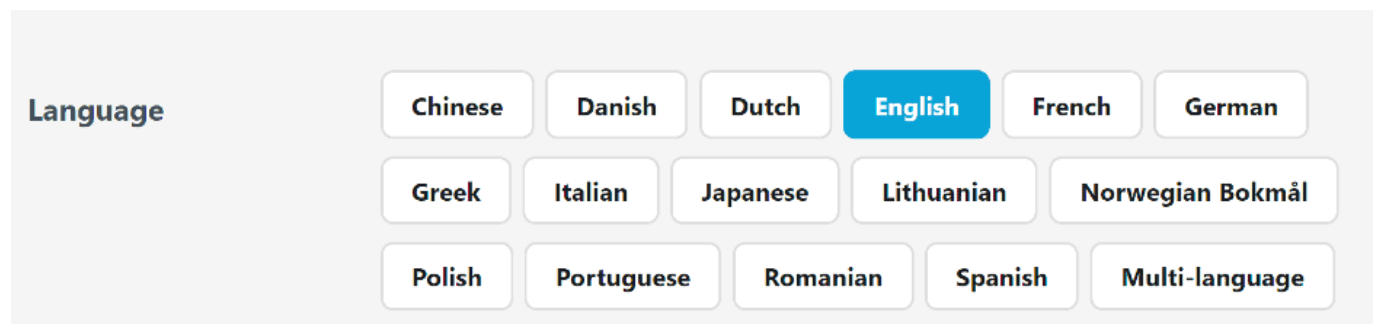 Language Chinese Danish Dutch English French German
Greek Italian Japanese Lithuanian Norwegian Bokmål
Polish Portuguese Romanian Spanish Multi-language